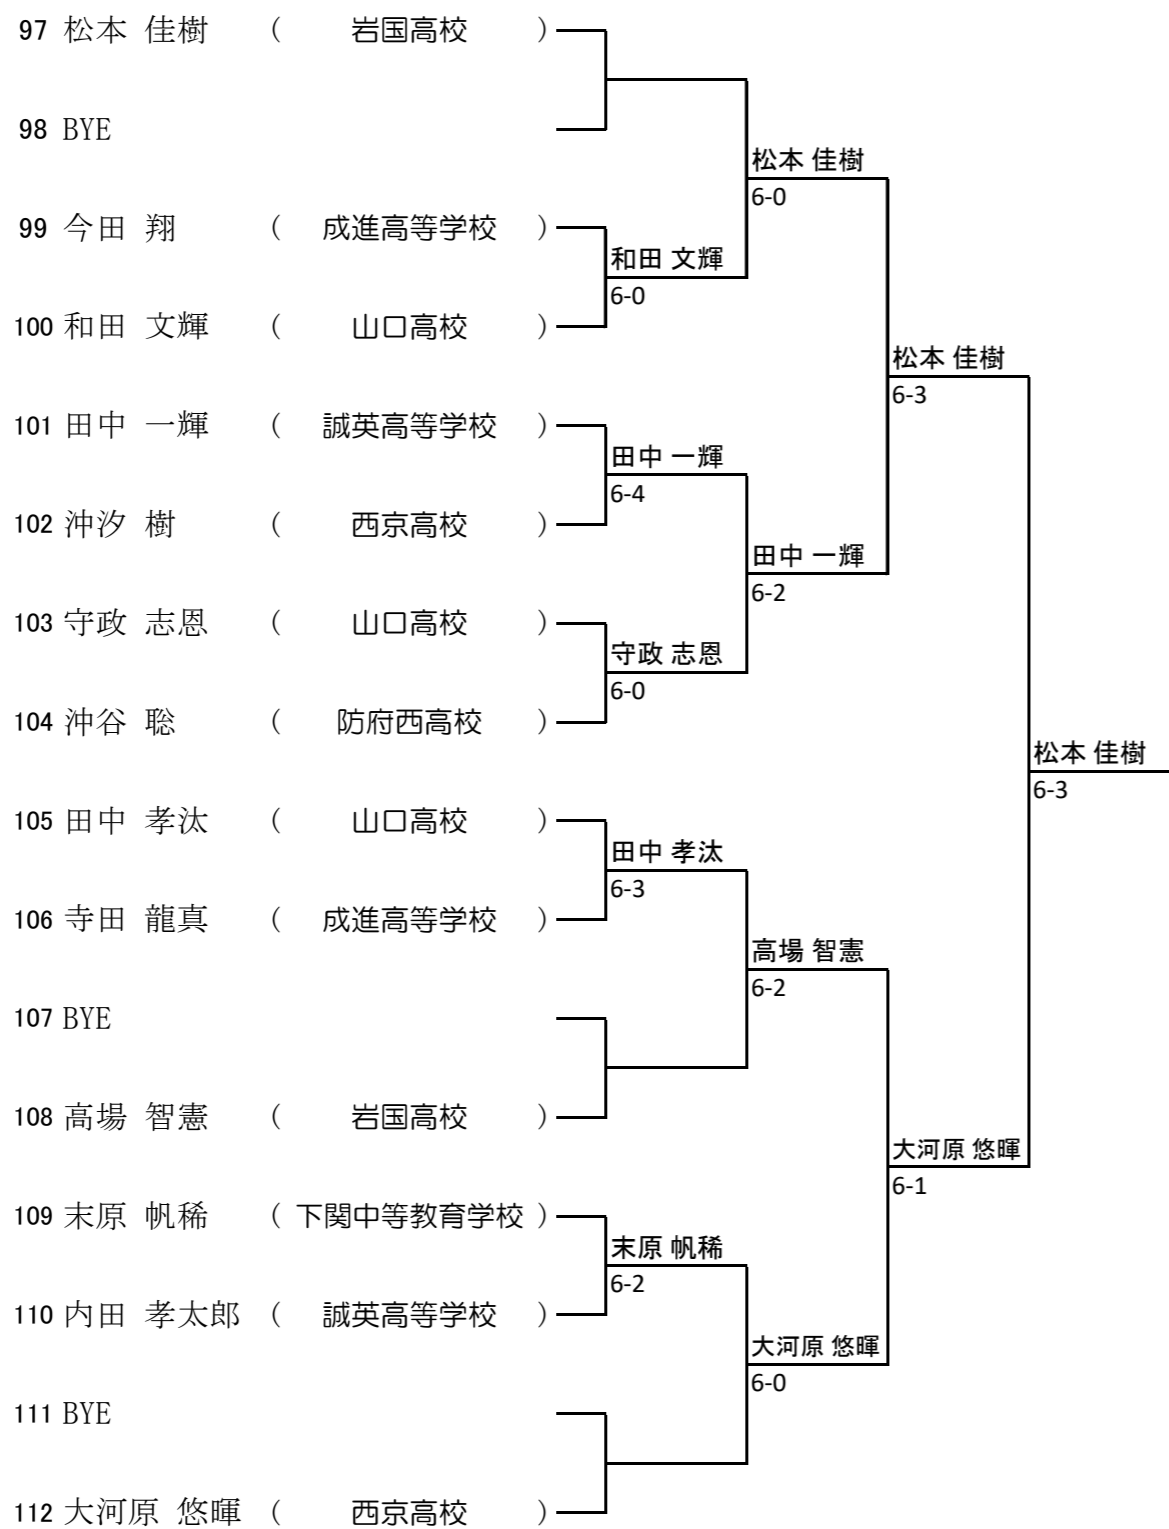 97 松本 佳樹 ( 岩国高校 )
98 BYE
松本 佳樹
6-0
99 今田 翔 ( 成進高等学校 )
和田 文輝
6-0
100 和田 文輝 ( 山口高校 )
松本 佳樹
6-3
101 田中 一輝 ( 誠英高等学校 )
田中 一輝
6-4
102 沖汐 樹 ( 西京高校 )
田中 一輝
6-2
103 守政 志恩 ( 山口高校 )
守政 志恩
6-0
104 沖谷 聡 ( 防府西高校 )
松本 佳樹
6-3
105 田中 孝汰 ( 山口高校 )
田中 孝汰
6-3
106 寺田 龍真 ( 成進高等学校 )
高場 智憲
6-2
107 BYE
108 高場 智憲 ( 岩国高校 )
大河原 悠暉
6-1
109 末原 帆稀 ( 下関中等教育学校 )
末原 帆稀
6-2
110 内田 孝太郎 ( 誠英高等学校 )
大河原 悠暉
6-0
111 BYE
112 大河原 悠暉 ( 西京高校 )